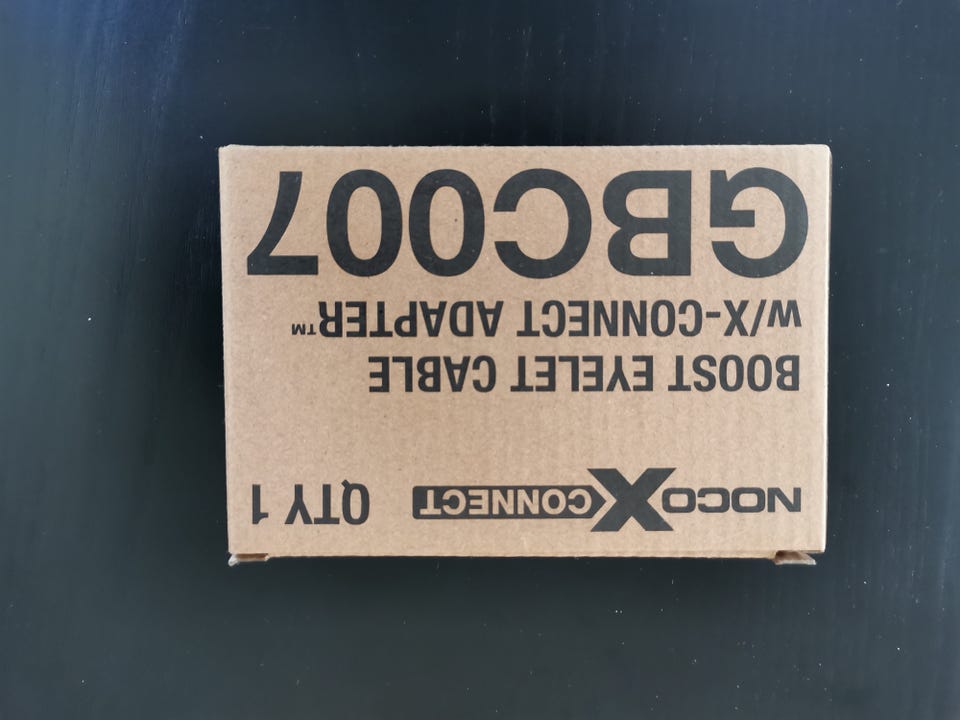 NOCO X CONNECT QTY 1
BOOST EYELET CABLE
W/X-CONNECT ADAPTER™
GBC007